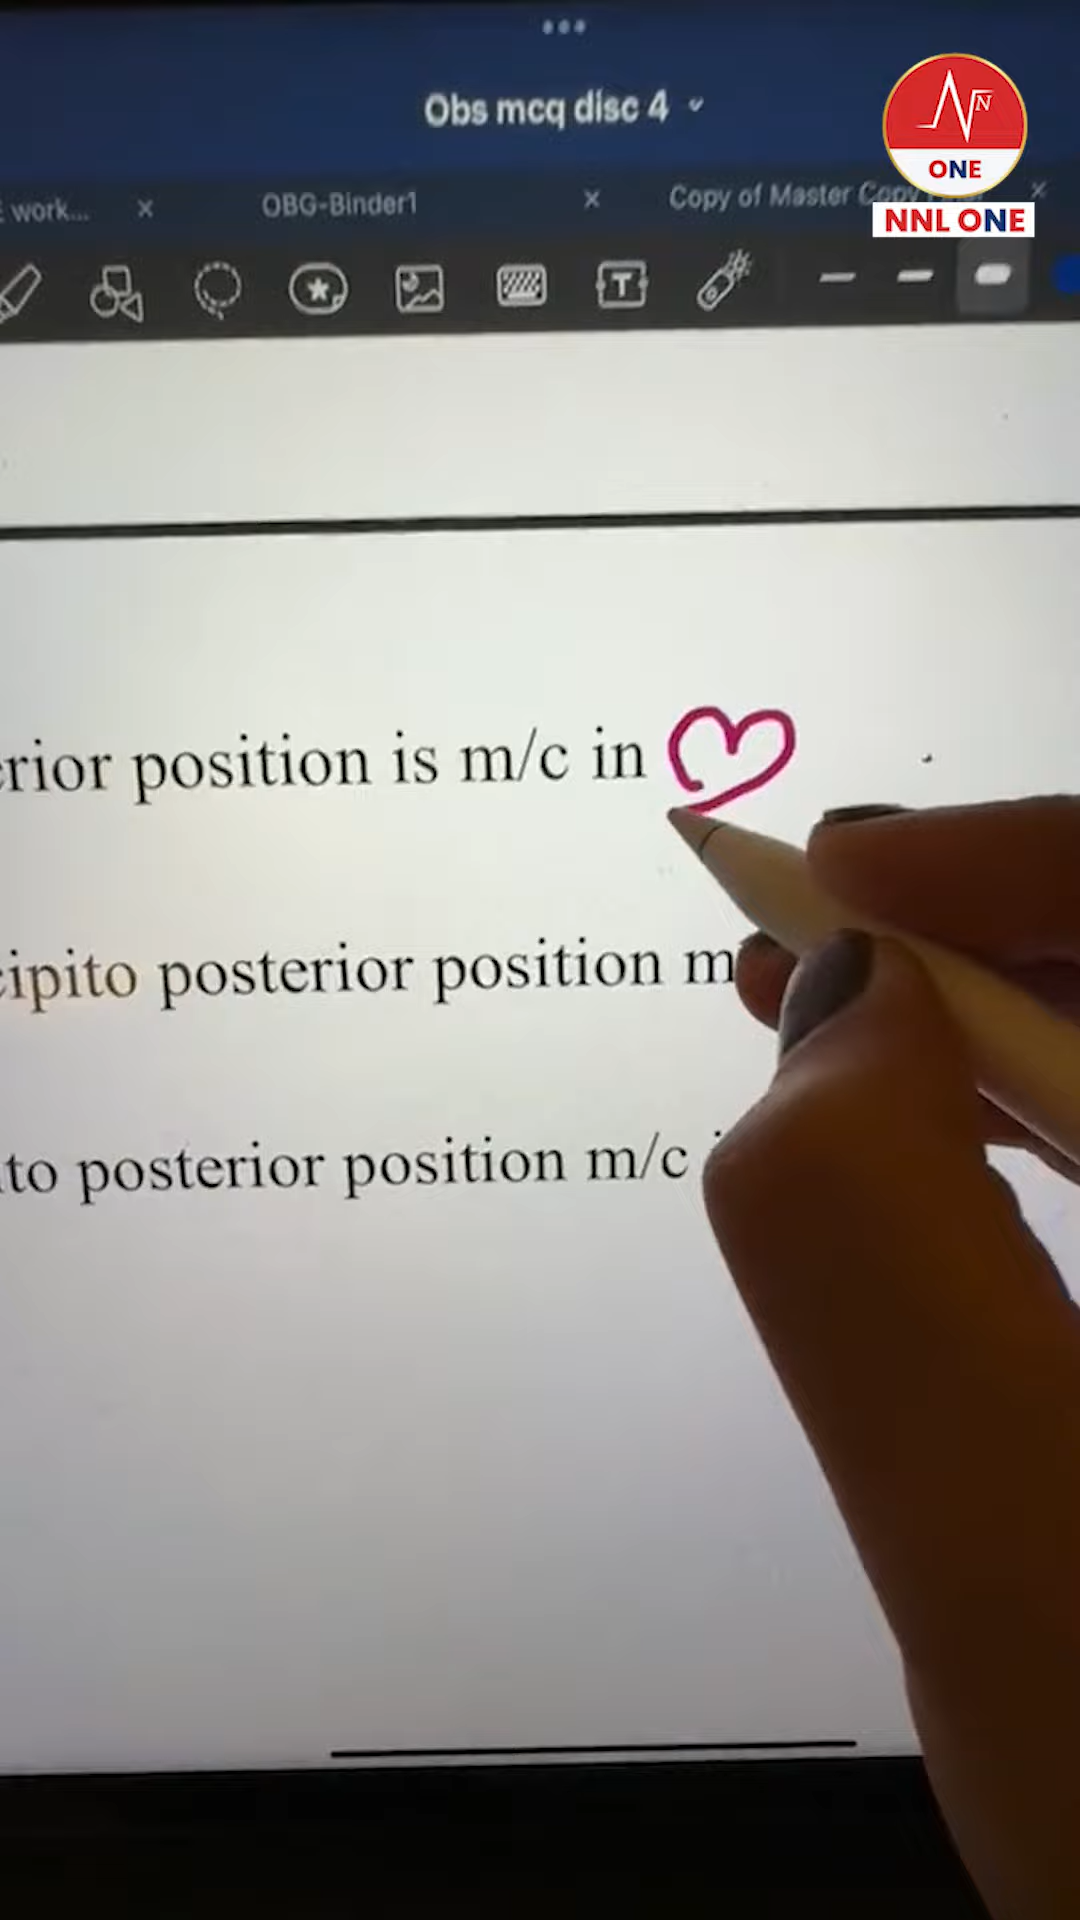 Obs mcq disc 4
N
ONE
NNL ONE
work...
OBG-Binder1
Copy of Master Copy
T
rior position is m/c in
ipito posterior position m
to posterior position m/c